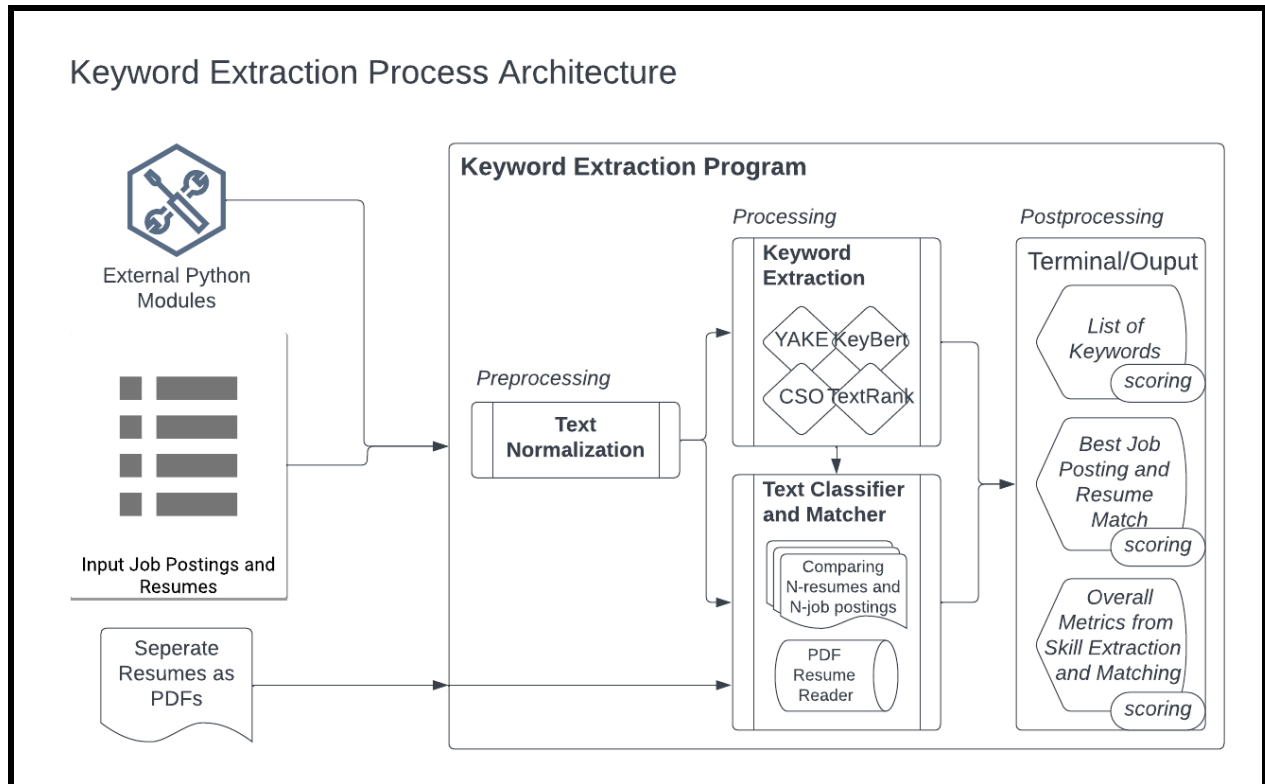 Keyword Extraction Process Architecture
External Python
Modules
Input Job Postings and
Resumes
Seperate
Resumes as
PDFs
Keyword Extraction Program
Preprocessing
Text
Normalization
Processing
Keyword
Extraction
YAKE KeyBert
CSO TextRank
Text Classifier
and Matcher
Comparing
N-resumes and
N-job postings
PDF
Resume
Reader
Postprocessing
Terminal/Ouput
List of
Keywords
scoring
Best Job
Posting and
Resume
Match
scoring
Overall
Metrics from
Skill Extraction
and Matching
scoring